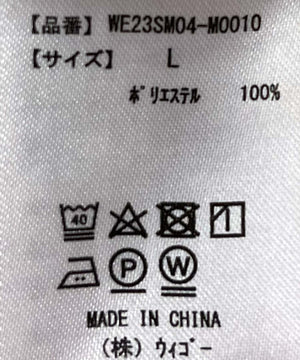 【品番】 WE23SM04-M0010
【サイズ】 L
ﾎﾟﾘｴｽﾃﾙ 100%
40
P W
MADE IN CHINA
(株) ｳｨｺﾞｰ